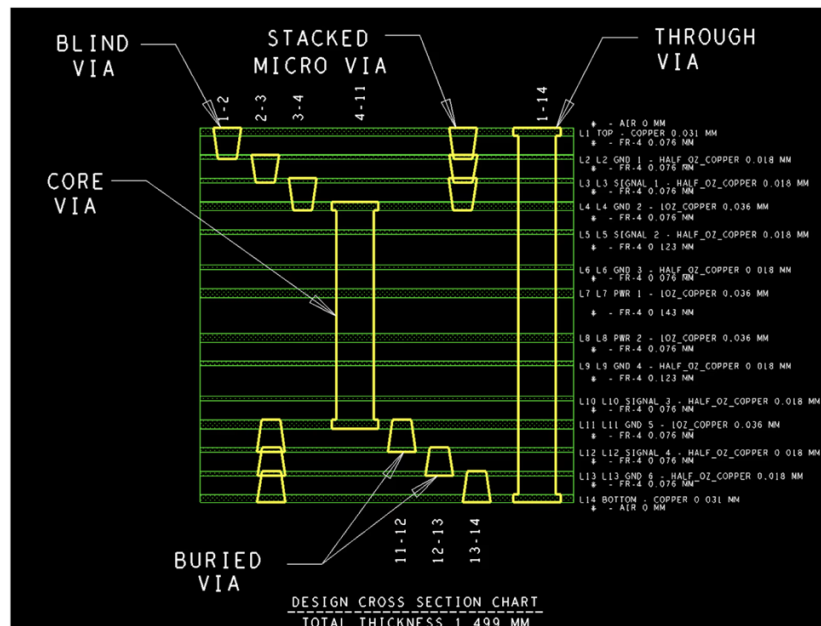 BLIND
VIA
STACKED
MICRO VIA
THROUGH
VIA
1-2
2-3
3-4
4-11
1-14
CORE
VIA
* - AIR 0 MM
L1 TOP - COPPER 0.031 MM
* - FR-4 0.076 MM
L2 L2 GND 1 - HALF_OZ_COPPER 0.018 MM
* - FR-4 0.076 MM
L3 L3 SIGNAL 1 - HALF_OZ_COPPER 0.018 MM
* - FR-4 0.076 MM
L4 L4 GND 2 - 1OZ_COPPER 0.036 MM
* - FR-4 0.076 MM
L5 L5 SIGNAL 2 - HALF_OZ_COPPER 0.018 MM
* - FR-4 0.123 MM
L6 L6 GND 3 - HALF_OZ_COPPER 0.018 MM
* - FR-4 0.076 MM
L7 L7 PWR 1 - 1OZ_COPPER 0.036 MM
* - FR-4 0.143 MM
L8 L8 PWR 2 - 1OZ_COPPER 0.036 MM
* - FR-4 0.076 MM
L9 L9 GND 4 - HALF_OZ_COPPER 0.018 MM
* - FR-4 0.123 MM
L10 L10 SIGNAL 3 - HALF_OZ_COPPER 0.018 MM
* - FR-4 0.076 MM
L11 L11 GND 5 - 1OZ_COPPER 0.036 MM
* - FR-4 0.076 MM
L12 L12 SIGNAL 4 - HALF_OZ_COPPER 0.018 MM
* - FR-4 0.076 MM
L13 L13 GND 6 - HALF_OZ_COPPER 0.018 MM
* - FR-4 0.076 MM
L14 BOTTOM - COPPER 0.031 MM
* - AIR 0 MM
11-12
12-13
13-14
BURIED
VIA
DESIGN CROSS SECTION CHART
TOTAL THICKNESS 1.499 MM